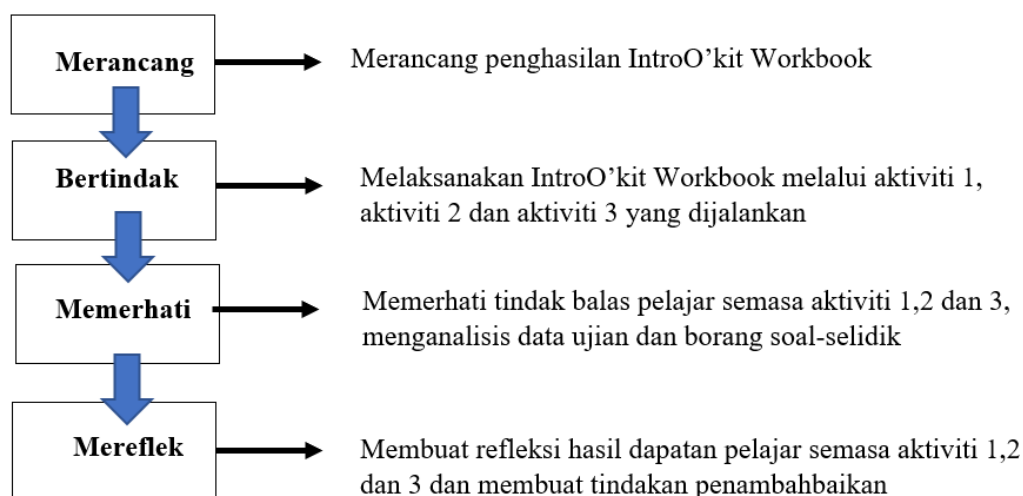 Merancang
Merancang penghasilan IntroO’kit Workbook
Bertindak
Melaksanakan IntroO’kit Workbook melalui aktiviti 1,
aktiviti 2 dan aktiviti 3 yang dijalankan
Memerhati
Memerhati tindak balas pelajar semasa aktiviti 1,2 dan 3,
menganalisis data ujian dan borang soal-selidik
Mereflek
Membuat refleksi hasil dapatan pelajar semasa aktiviti 1,2
dan 3 dan membuat tindakan penambahbaikan